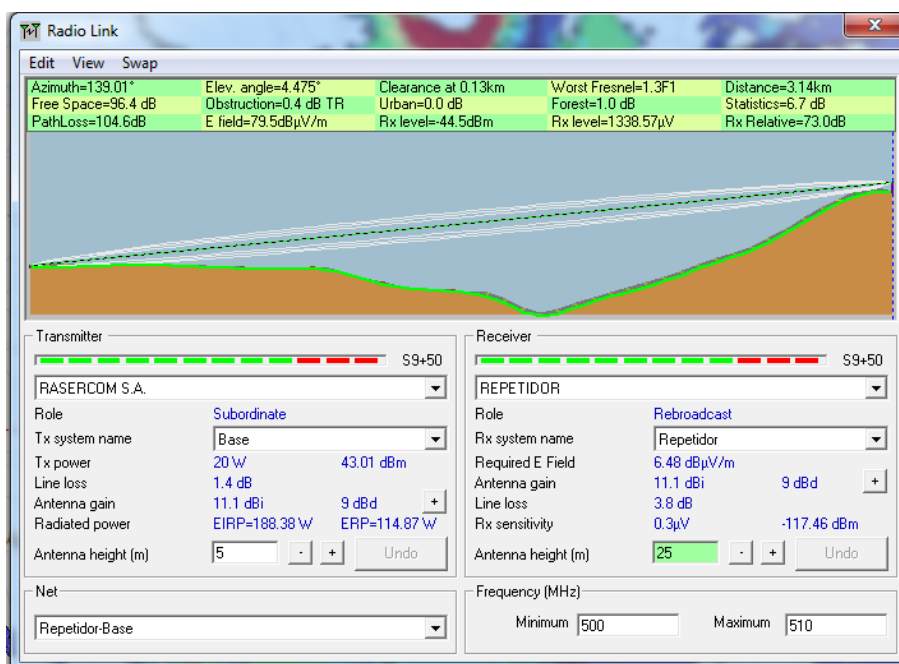 Radio Link
Edit View Swap
Azimuth=139.01° Elev. angle=4.475° Clearance at 0.13km Worst Fresnel=1.3F1 Distance=3.14km
Free Space=96.4 dB Obstruction=0.4 dB TR Urban=0.0 dB Forest=1.0 dB Statistics=6.7 dB
PathLoss=104.6dB E field=79.5dBµV/m Rx level=-44.5dBm Rx level=1338.57µV Rx Relative=73.0dB
Transmitter
S9+50
RASERCOM S.A.
Role Subordinate
Tx system name Base
Tx power 20 W 43.01 dBm
Line loss 1.4 dB
Antenna gain 11.1 dBi 9 dBd +
Radiated power EIRP=188.38 W ERP=114.87 W
Antenna height (m) 5 - + Undo
Net
Repetidor-Base
Receiver
S9+50
REPETIDOR
Role Rebroadcast
Rx system name Repetidor
Required E Field 6.48 dBµV/m
Antenna gain 11.1 dBi 9 dBd +
Line loss 3.8 dB
Rx sensitivity 0.3µV -117.46 dBm
Antenna height (m) 25 - + Undo
Frequency (MHz)
Minimum 500 Maximum 510